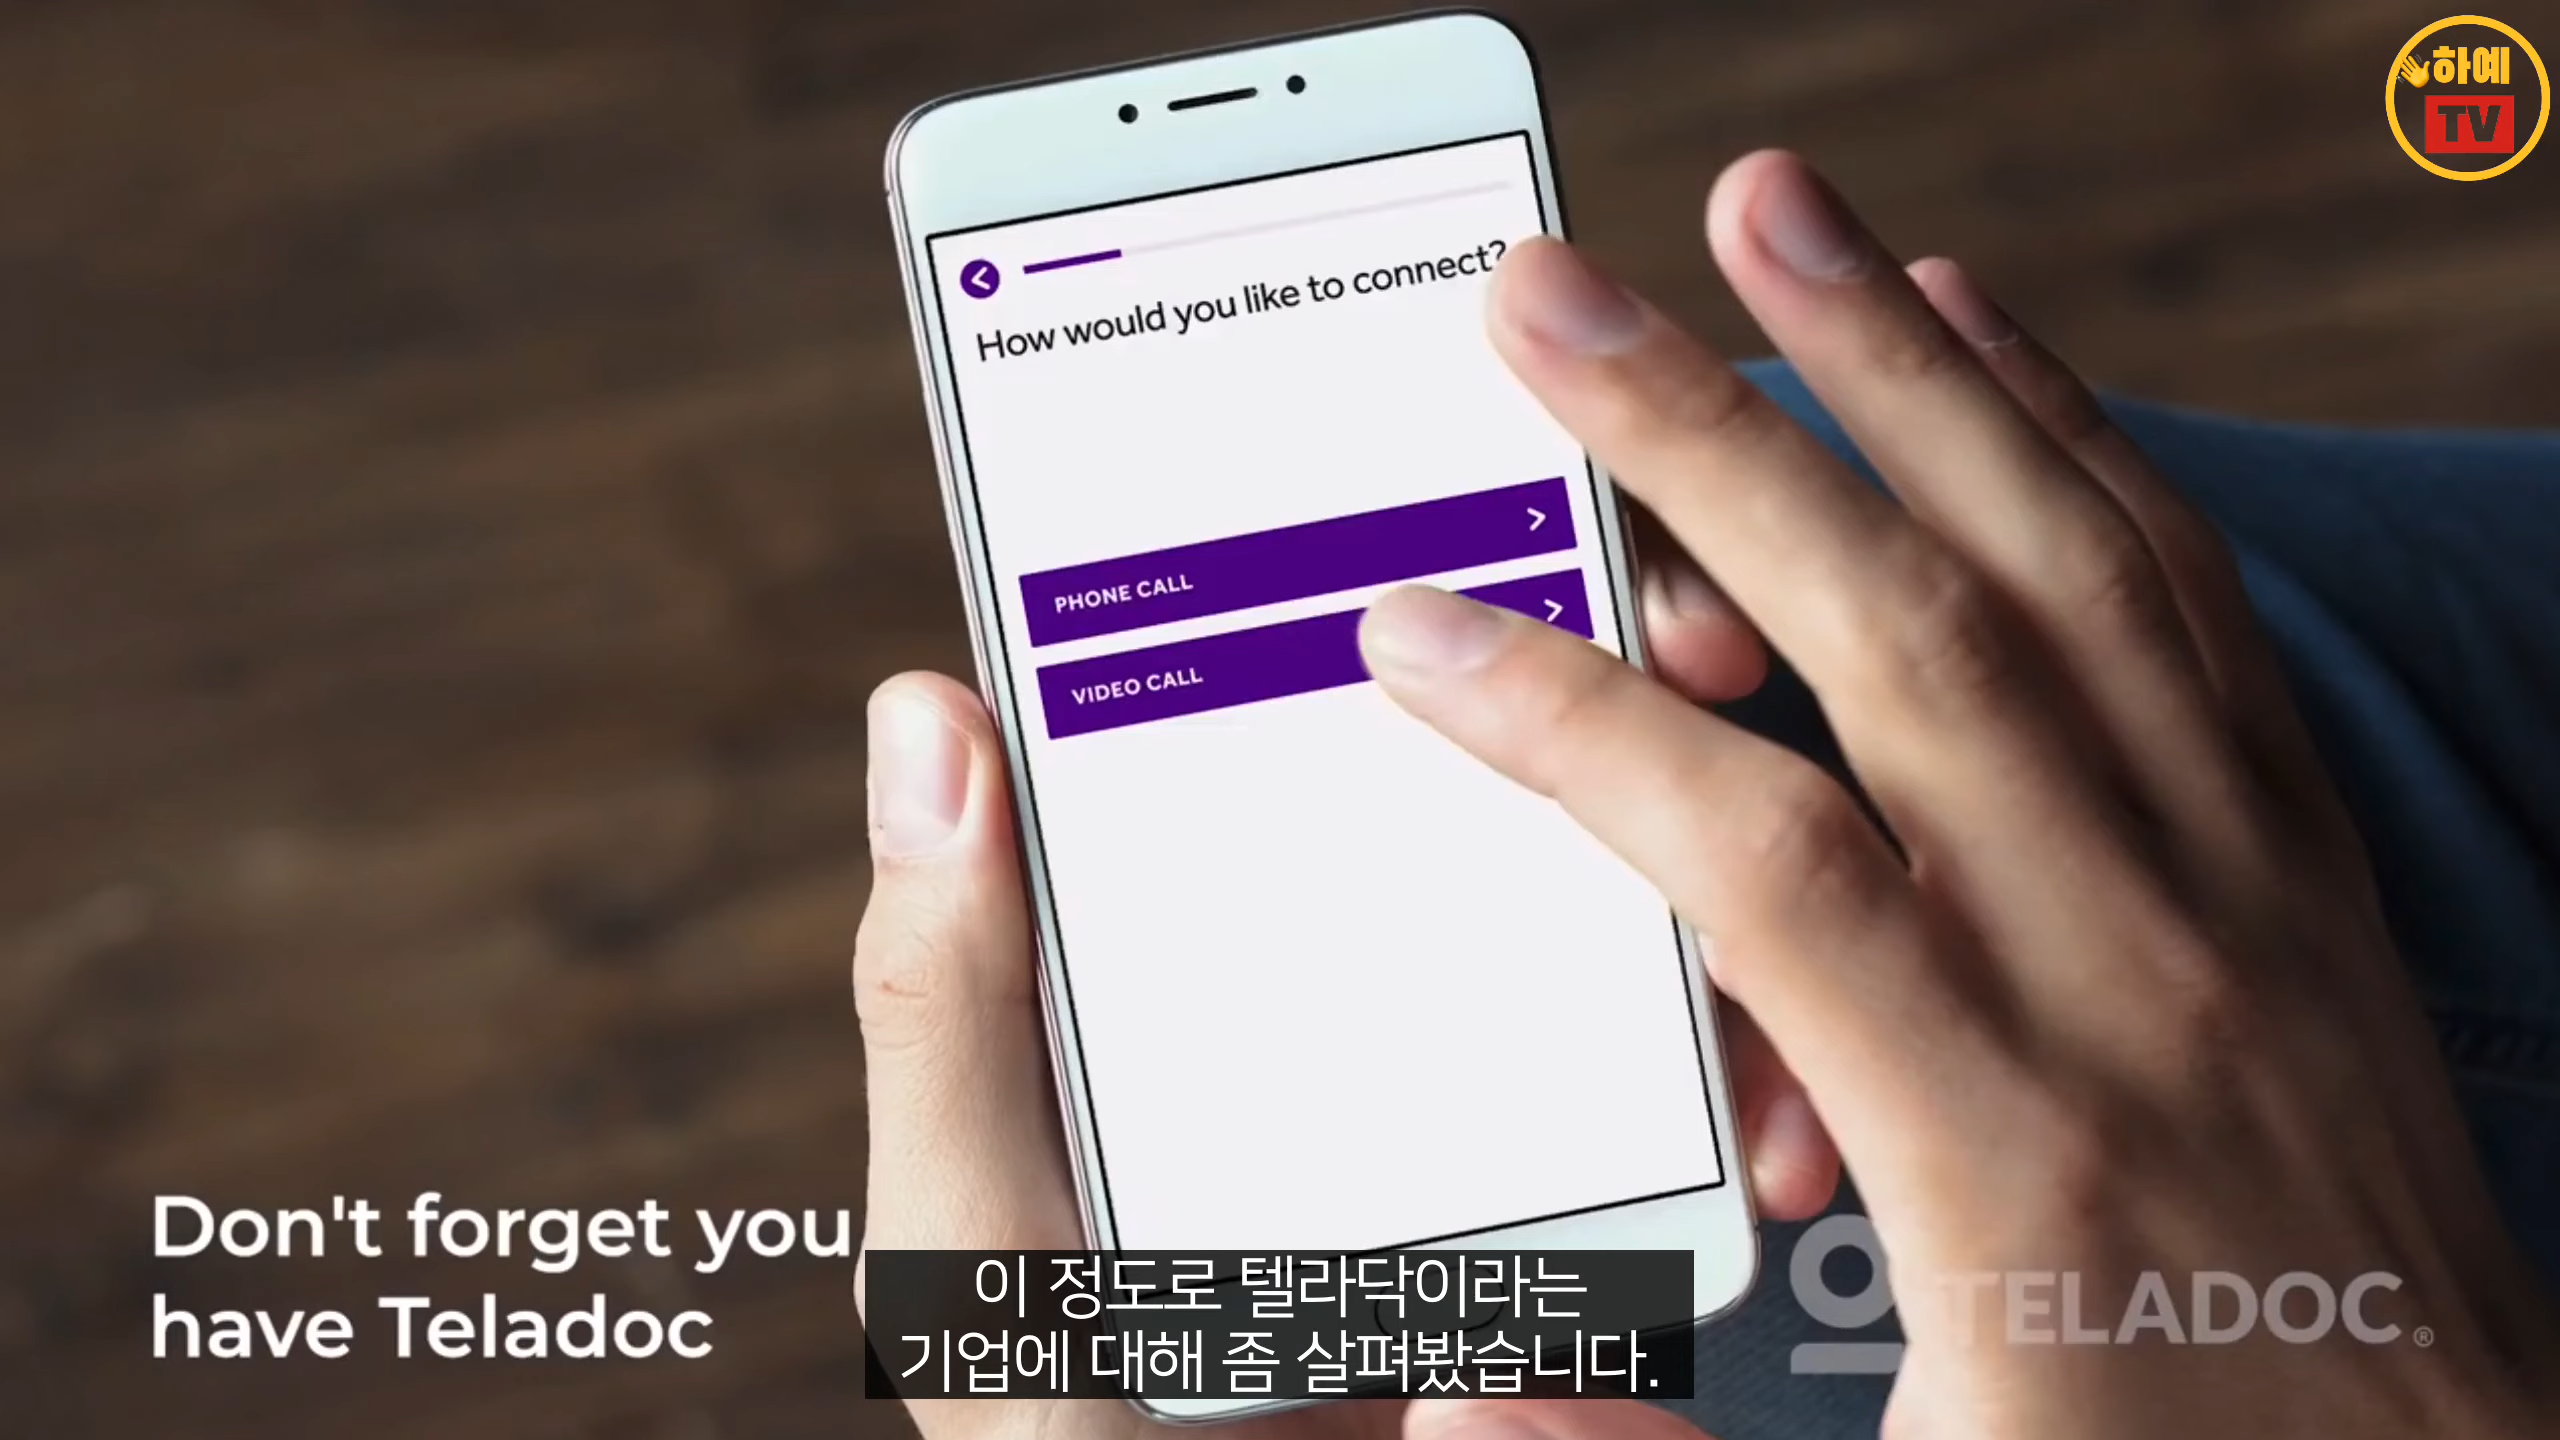 하예
TV
How would you like to connect?
PHONE CALL
VIDEO CALL
Don't forget you
have Teladoc
TELADOC®
이 정도로 텔라닥이라는
기업에 대해 좀 살펴봤습니다.